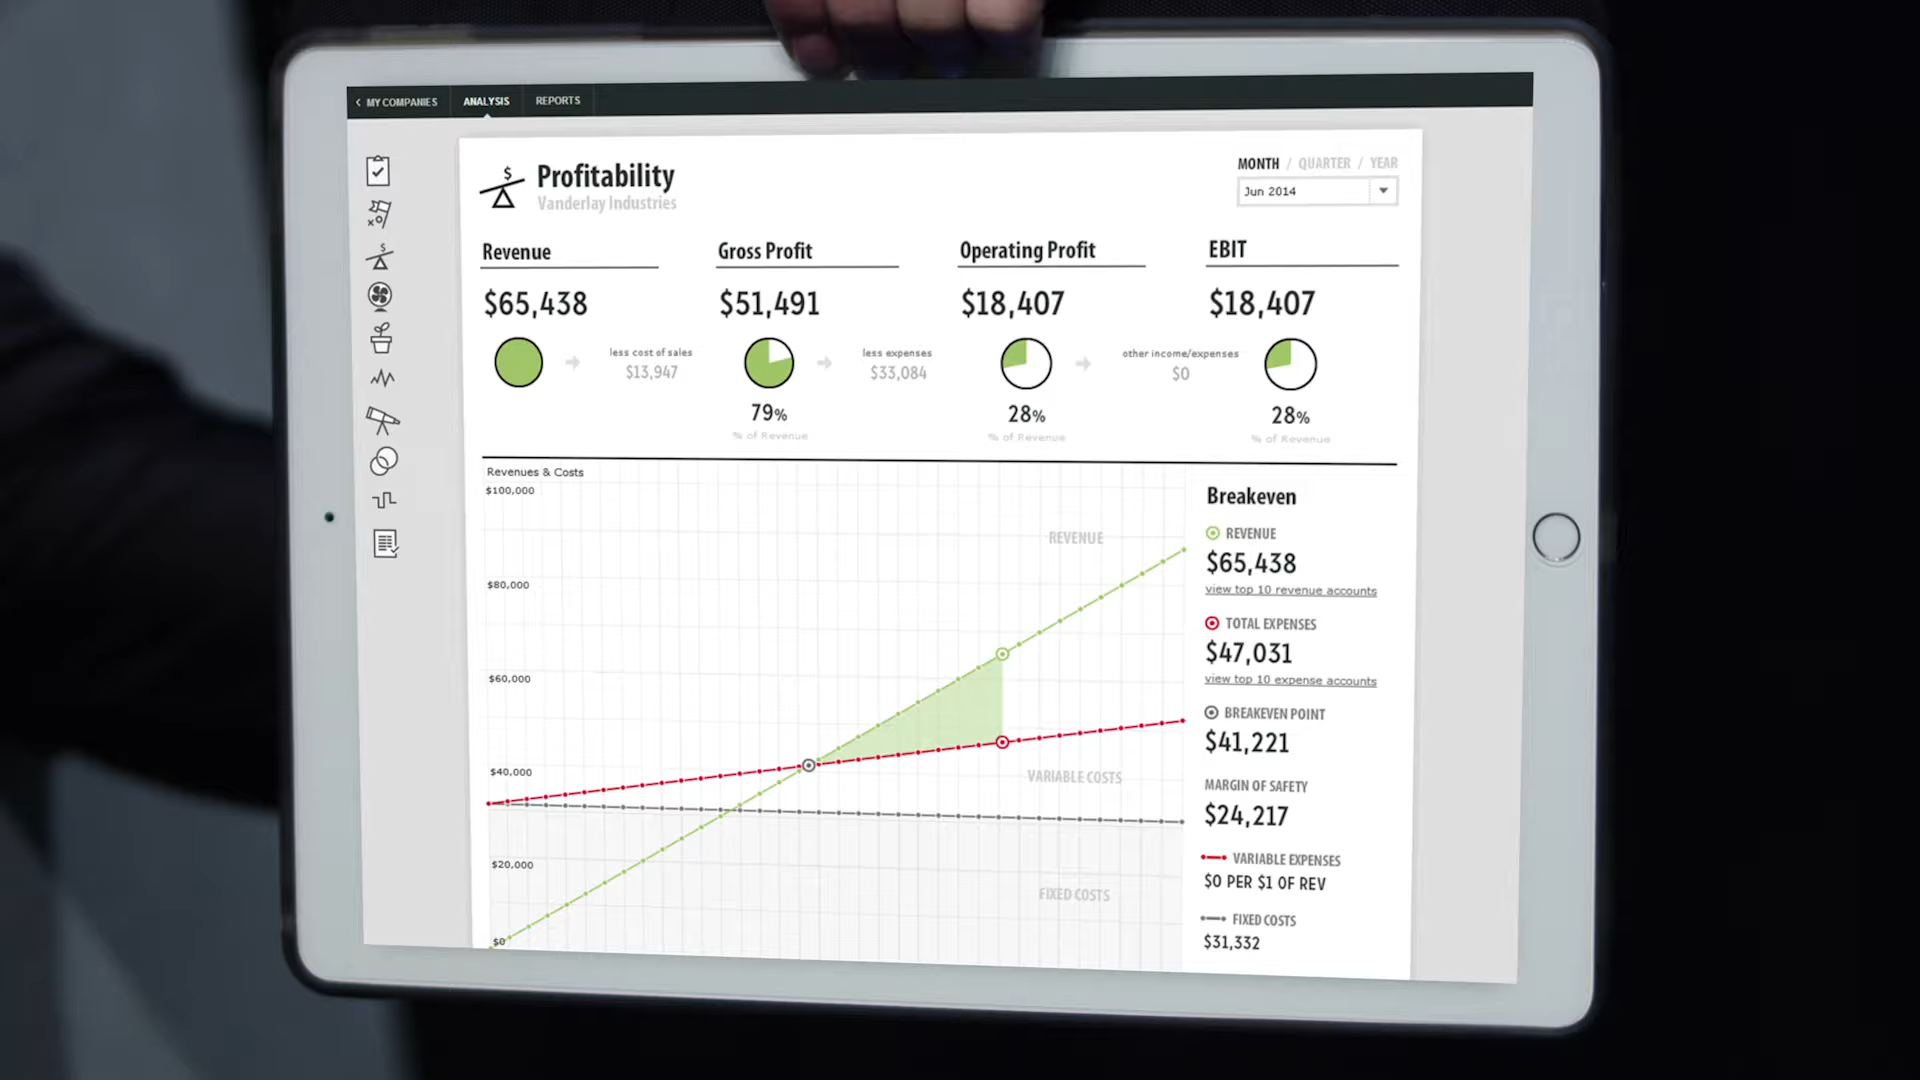 MY COMPANIES ANALYSIS REPORTS
$ Profitability
Vanderlay Industries
MONTH / QUARTER / YEAR
Jun 2014
Revenue Gross Profit Operating Profit EBIT
$65,438 $51,491 $18,407 $18,407
less cost of sales less expenses other income/expenses
$13,947 $33,084 $0
79% 28% 28%
% of Revenue % of Revenue % of Revenue
Revenues & Costs
$100,000
$80,000
$60,000
$40,000
$20,000
$0
REVENUE
VARIABLE COSTS
FIXED COSTS
Breakeven
REVENUE
$65,438
view top 10 revenue accounts
TOTAL EXPENSES
$47,031
view top 10 expense accounts
BREAKEVEN POINT
$41,221
MARGIN OF SAFETY
$24,217
VARIABLE EXPENSES
$0 PER $1 OF REV
FIXED COSTS
$31,332